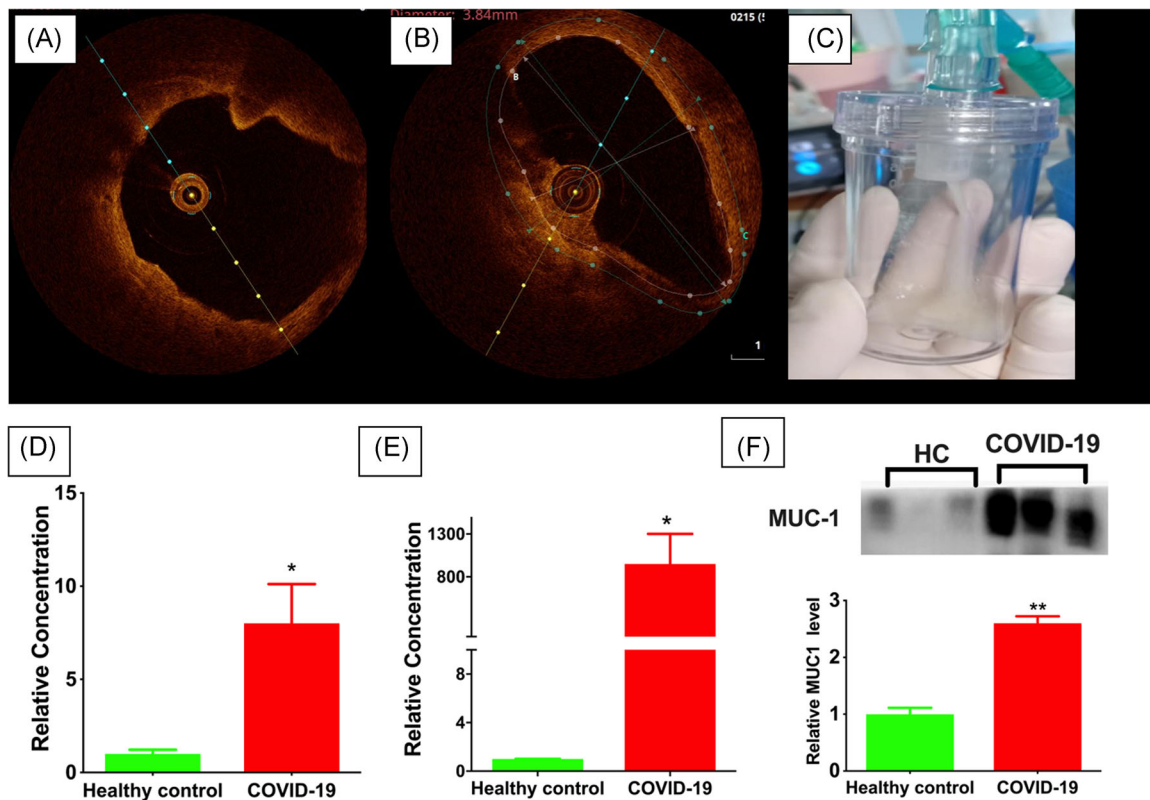 (A)
(B)
Diameter: 3.84mm
0215
B
C
1
(C)
(D)
Relative Concentration
15
10
5
0
*
Healthy control
COVID-19
(E)
Relative Concentration
1300
800
8
4
0
*
Healthy control
COVID-19
(F)
HC
COVID-19
MUC-1
Relative MUC1 level
3
2
1
0
**
Healthy control
COVID-19